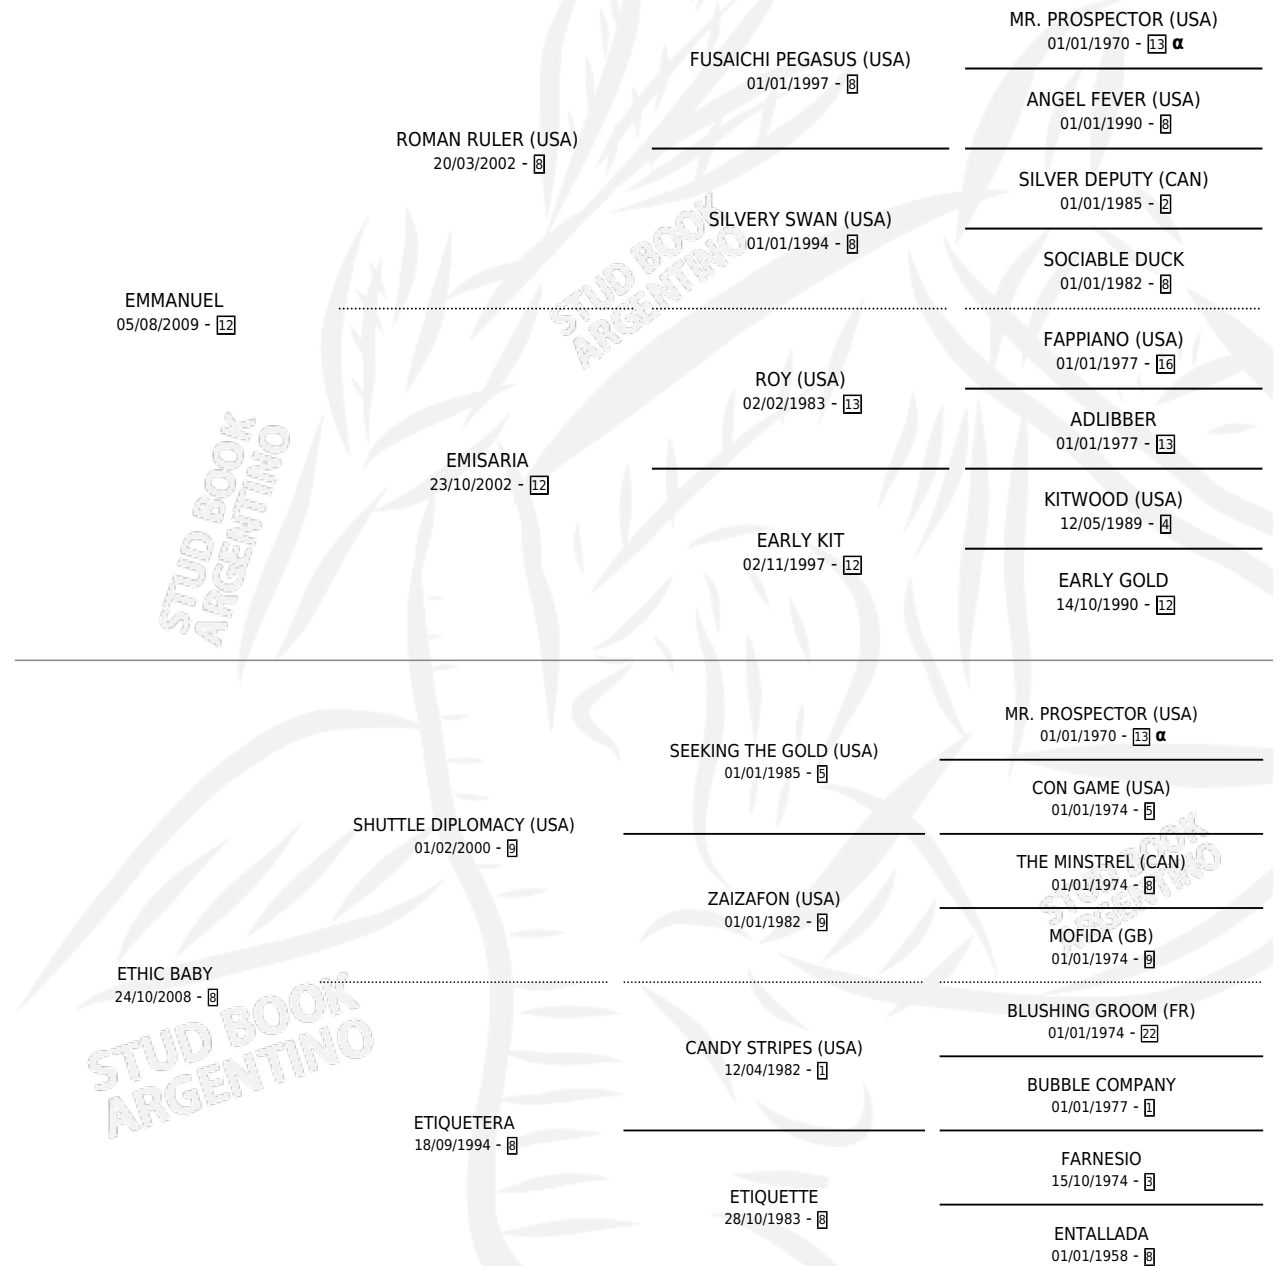 MR. PROSPECTOR (USA)
01/01/1970 - 13 α
FUSAICHI PEGASUS (USA)
01/01/1997 - 8
ANGEL FEVER (USA)
01/01/1990 - 8
ROMAN RULER (USA)
20/03/2002 - 8
SILVER DEPUTY (CAN)
01/01/1985 - 2
SILVERY SWAN (USA)
01/01/1994 - 8
SOCIABLE DUCK
01/01/1982 - 8
EMMANUEL
05/08/2009 - 12
FAPPIANO (USA)
01/01/1977 - 16
ROY (USA)
02/02/1983 - 13
ADLIBBER
01/01/1977 - 13
EMISARIA
23/10/2002 - 12
KITWOOD (USA)
12/05/1989 - 4
EARLY KIT
02/11/1997 - 12
EARLY GOLD
14/10/1990 - 12
MR. PROSPECTOR (USA)
01/01/1970 - 13 α
SEEKING THE GOLD (USA)
01/01/1985 - 5
CON GAME (USA)
01/01/1974 - 5
SHUTTLE DIPLOMACY (USA)
01/02/2000 - 9
THE MINSTREL (CAN)
01/01/1974 - 8
ZAIZAFON (USA)
01/01/1982 - 9
MOFIDA (GB)
01/01/1974 - 9
ETHIC BABY
24/10/2008 - 8
BLUSHING GROOM (FR)
01/01/1974 - 22
CANDY STRIPES (USA)
12/04/1982 - 1
BUBBLE COMPANY
01/01/1977 - 1
ETIQUETERA
18/09/1994 - 8
FARNESIO
15/10/1974 - 3
ETIQUETTE
28/10/1983 - 8
ENTALLADA
01/01/1958 - 8
STUD BOOK
ARGENTINO
STUD BOOK
ARGENTINO
STUD BOOK
ARGENTINO
STUD BOOK
ARGENTINO